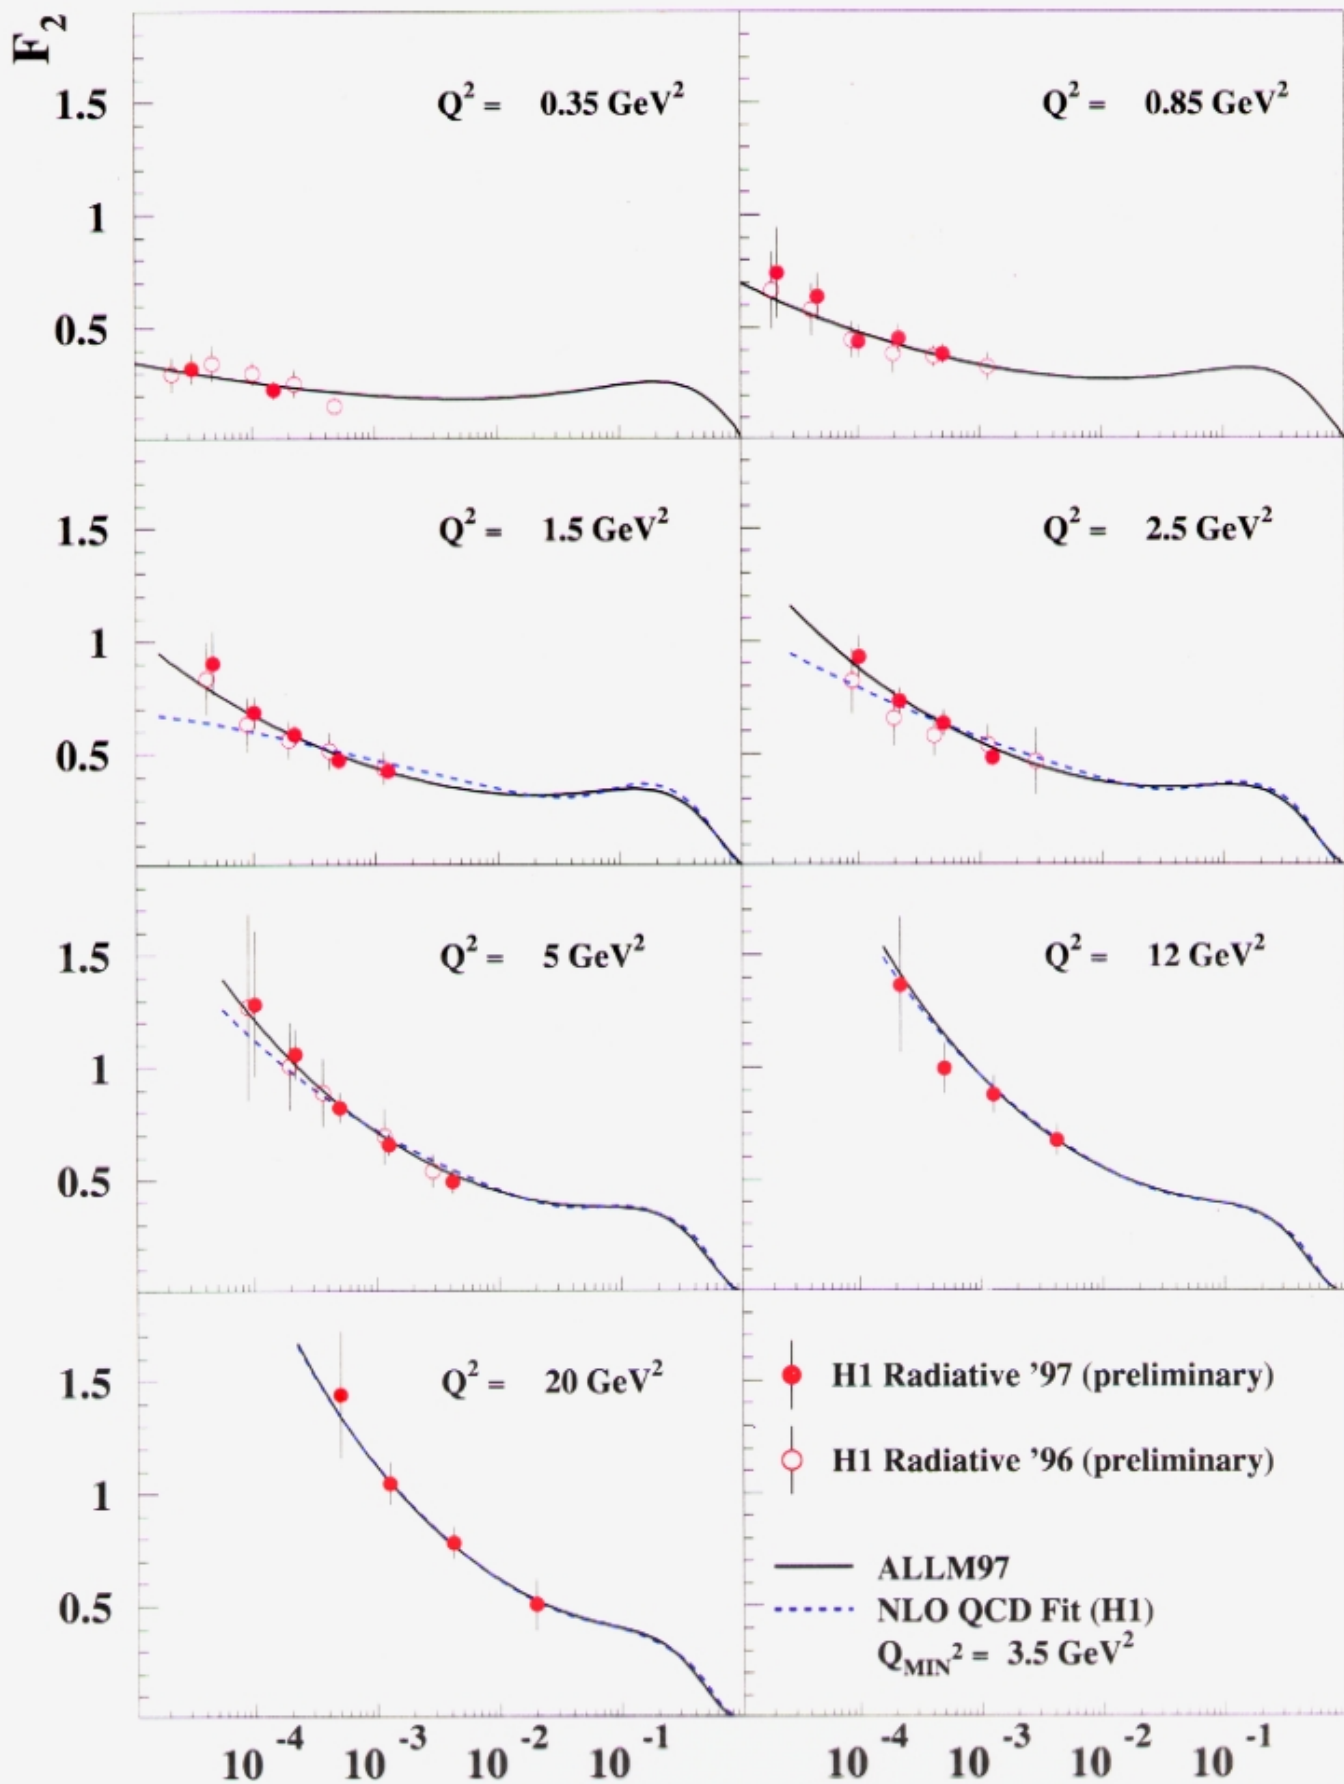 F₂
Q² = 0.35 GeV²
Q² = 0.85 GeV²
1.5
1
0.5
Q² = 1.5 GeV²
Q² = 2.5 GeV²
1.5
1
0.5
Q² = 5 GeV²
Q² = 12 GeV²
1.5
1
0.5
Q² = 20 GeV²
1.5
1
0.5
H1 Radiative '97 (preliminary)
H1 Radiative '96 (preliminary)
ALLM97
NLO QCD Fit (H1)
Q_MIN² = 3.5 GeV²
10⁻⁴ 10⁻³ 10⁻² 10⁻¹ 10⁻⁴ 10⁻³ 10⁻² 10⁻¹